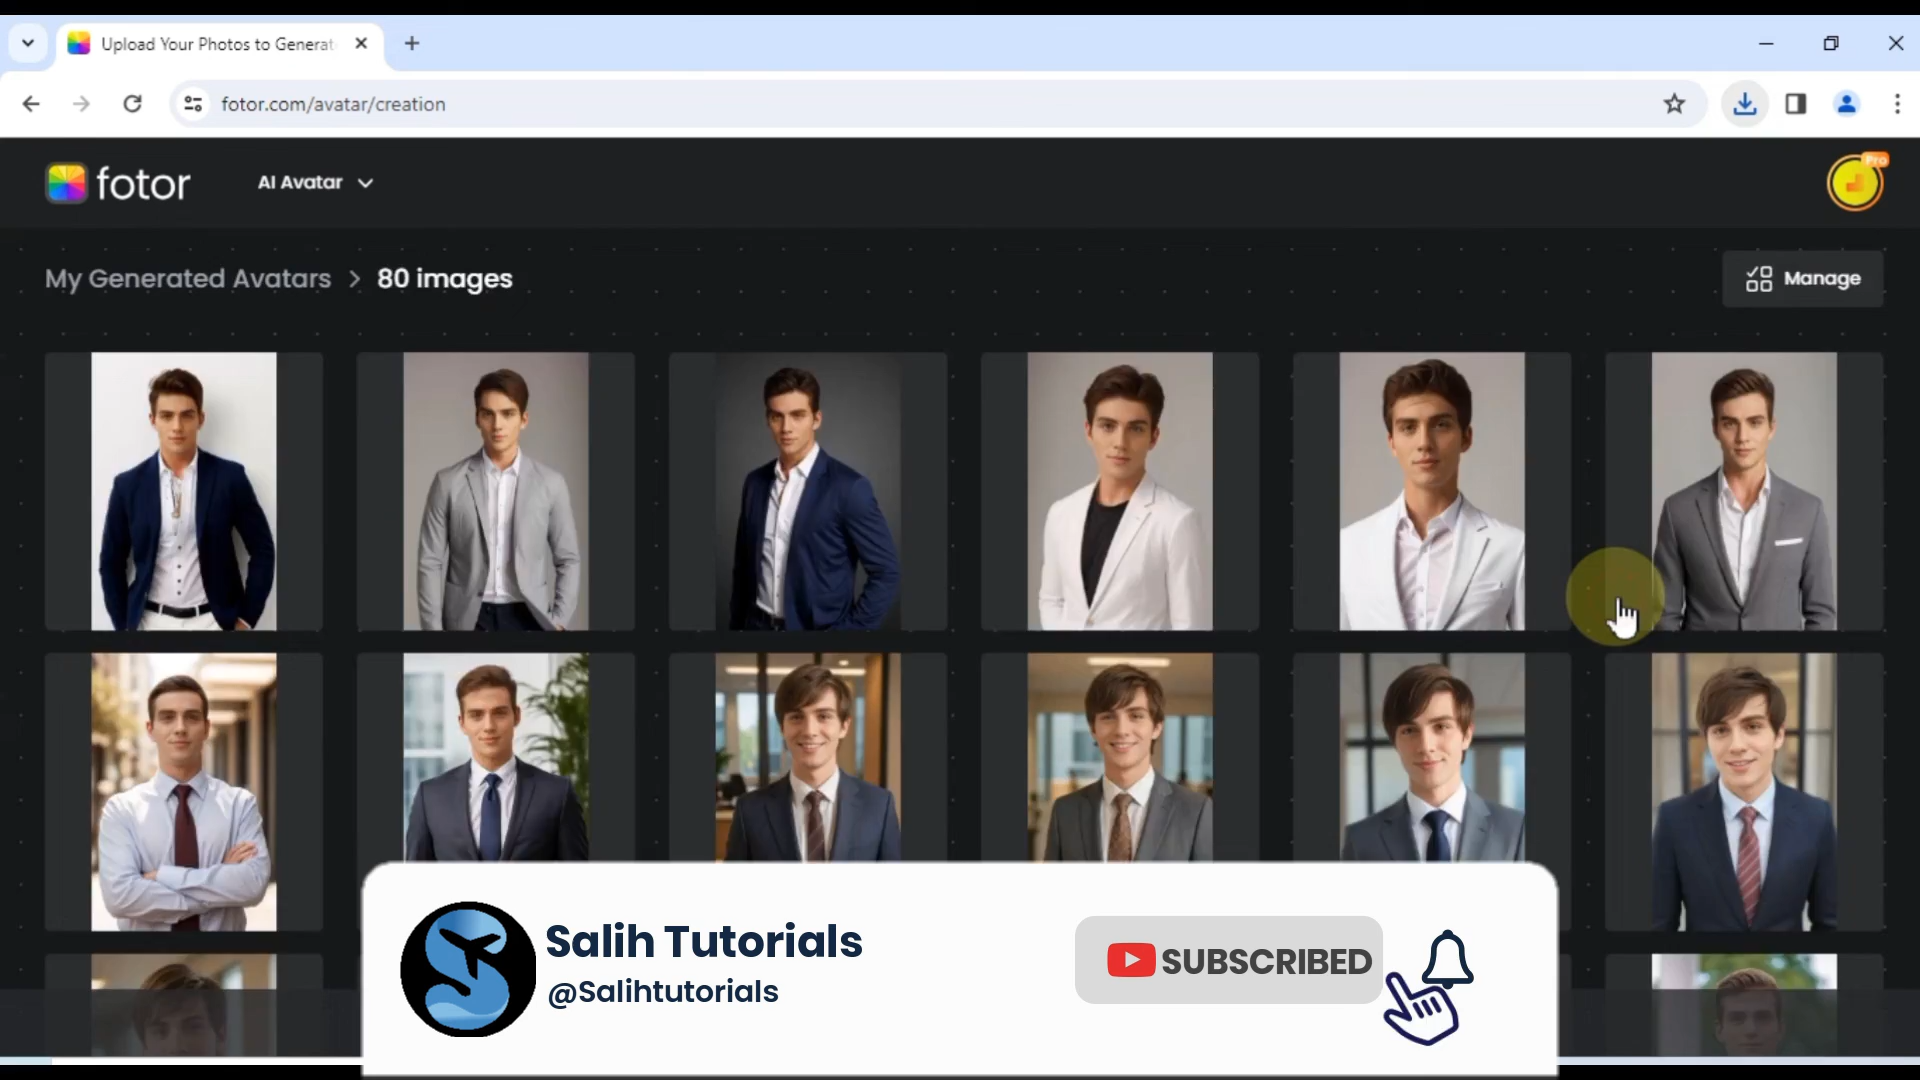 Upload Your Photos to Generat
fotor.com/avatar/creation
fotor
AI Avatar
Pro
My Generated Avatars > 80 images
Manage
Salih Tutorials
@Salihtutorials
SUBSCRIBED